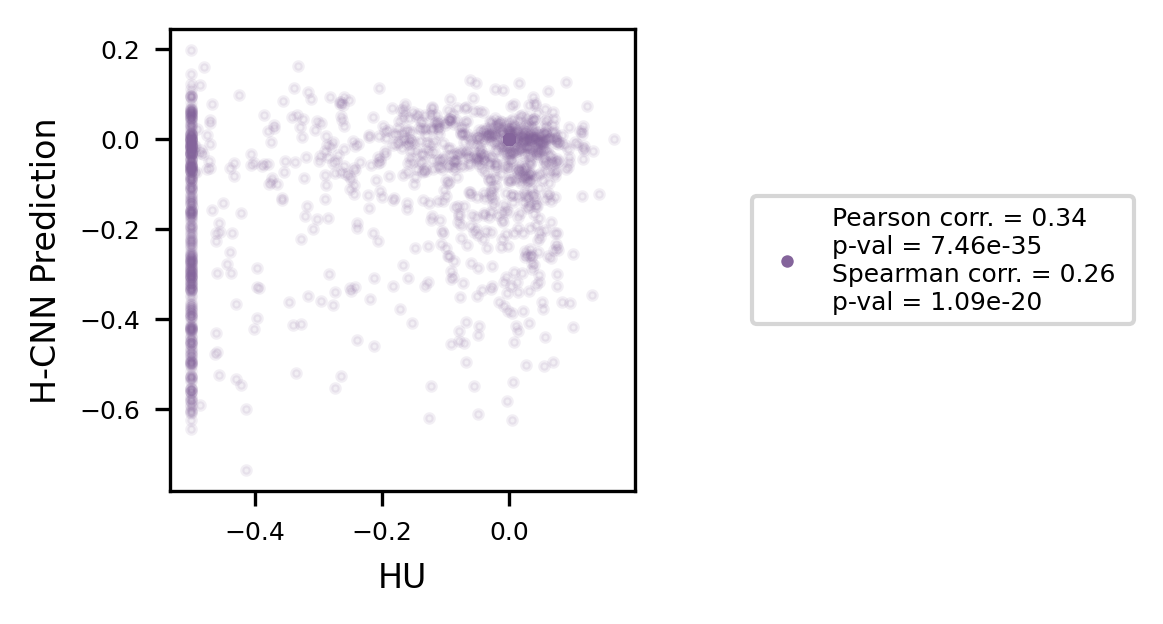 0.2
0.0
−0.2
−0.4
−0.6
H-CNN Prediction
−0.4
−0.2
0.0
HU
Pearson corr. = 0.34
p-val = 7.46e-35
Spearman corr. = 0.26
p-val = 1.09e-20